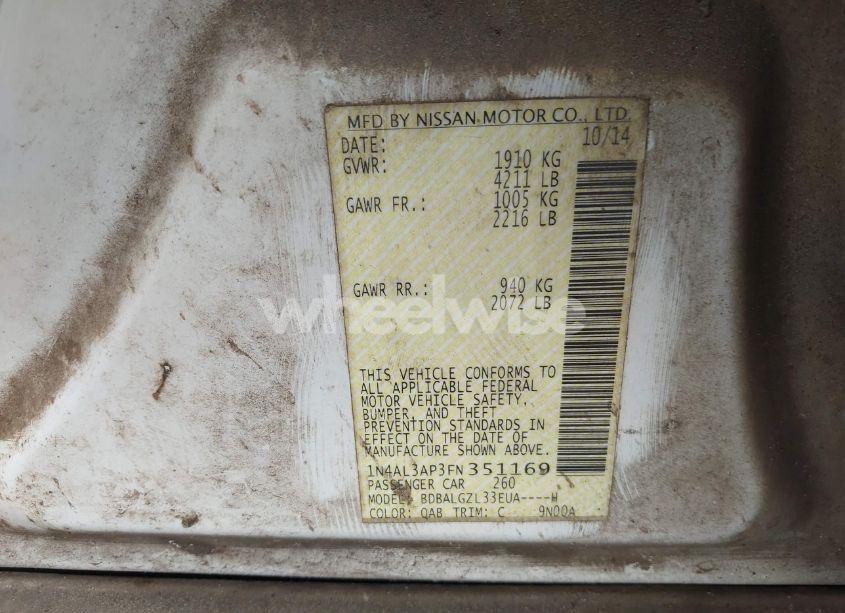 MFD BY NISSAN MOTOR CO., LTD.
DATE: 10/14
GVWR: 1910 KG
4211 LB
GAWR FR.: 1005 KG
2216 LB
GAWR RR.: 940 KG
2072 LB
wheelwise
THIS VEHICLE CONFORMS TO
ALL APPLICABLE FEDERAL
MOTOR VEHICLE SAFETY,
BUMPER, AND THEFT
PREVENTION STANDARDS IN
EFFECT ON THE DATE OF
MANUFACTURE SHOWN ABOVE.
1N4AL3AP3FN351169
PASSENGER CAR 260
MODEL: BDBALGZL33EUA----W
COLOR: QAB TRIM: C 9N00A